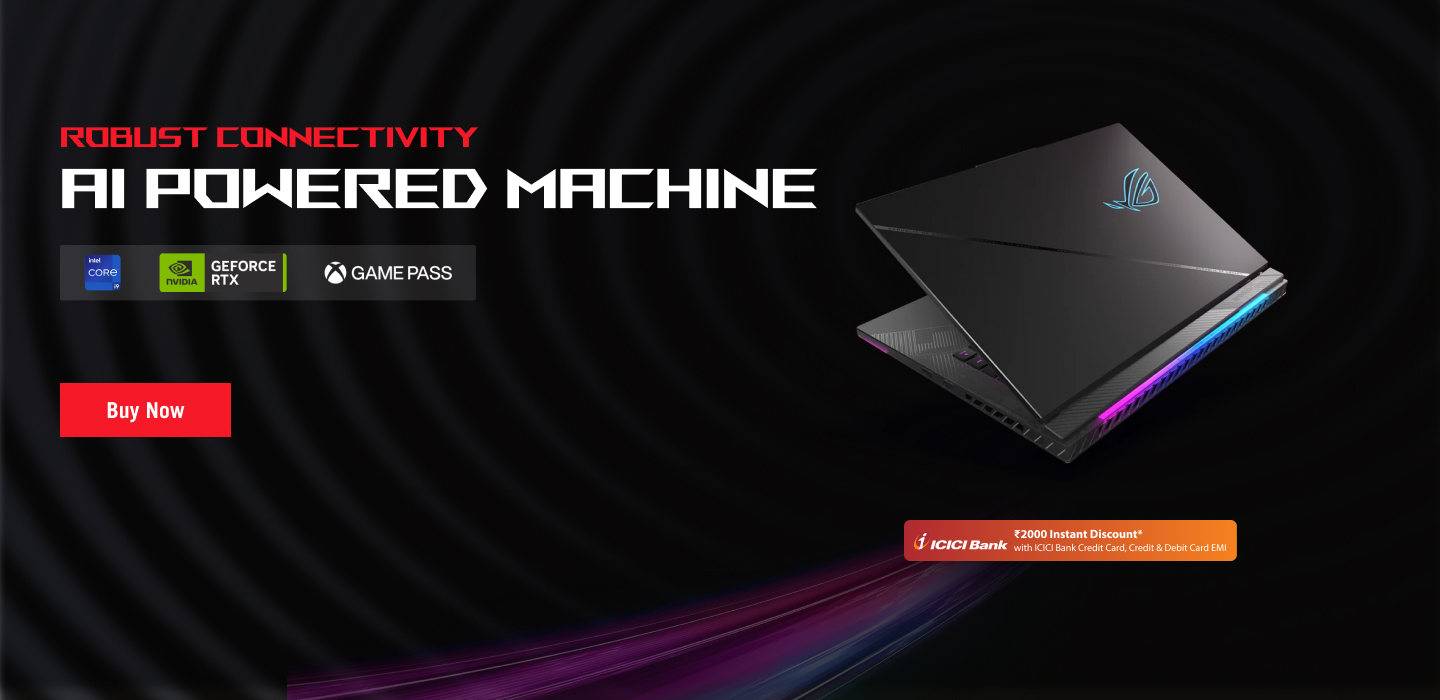 ROBUST CONNECTIVITY
AI POWERED MACHINE
intel
CORE
i9
NVIDIA
GEFORCE
RTX
GAME PASS
Buy Now
ICICI Bank
₹2000 Instant Discount*
with ICICI Bank Credit Card, Credit & Debit Card EMI